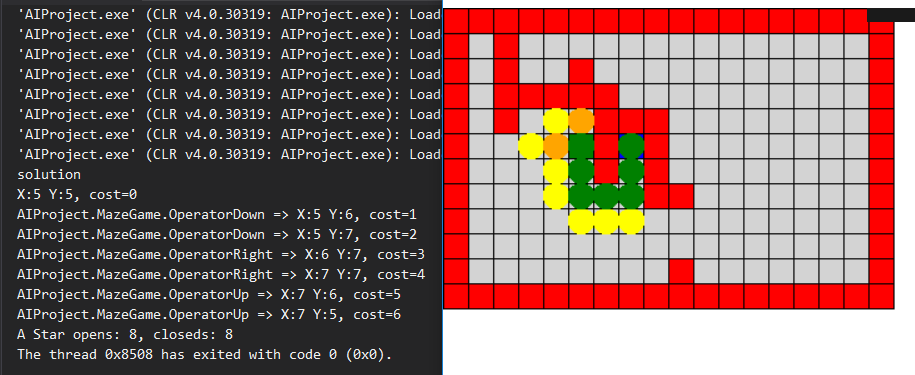 'AIProject.exe' (CLR v4.0.30319: AIProject.exe): Load
'AIProject.exe' (CLR v4.0.30319: AIProject.exe): Load
'AIProject.exe' (CLR v4.0.30319: AIProject.exe): Load
'AIProject.exe' (CLR v4.0.30319: AIProject.exe): Load
'AIProject.exe' (CLR v4.0.30319: AIProject.exe): Load
'AIProject.exe' (CLR v4.0.30319: AIProject.exe): Load
'AIProject.exe' (CLR v4.0.30319: AIProject.exe): Load
'AIProject.exe' (CLR v4.0.30319: AIProject.exe): Load
solution
X:5 Y:5, cost=0
AIProject.MazeGame.OperatorDown => X:5 Y:6, cost=1
AIProject.MazeGame.OperatorDown => X:5 Y:7, cost=2
AIProject.MazeGame.OperatorRight => X:6 Y:7, cost=3
AIProject.MazeGame.OperatorRight => X:7 Y:7, cost=4
AIProject.MazeGame.OperatorUp => X:7 Y:6, cost=5
AIProject.MazeGame.OperatorUp => X:7 Y:5, cost=6
A Star opens: 8, closeds: 8
The thread 0x8508 has exited with code 0 (0x0).